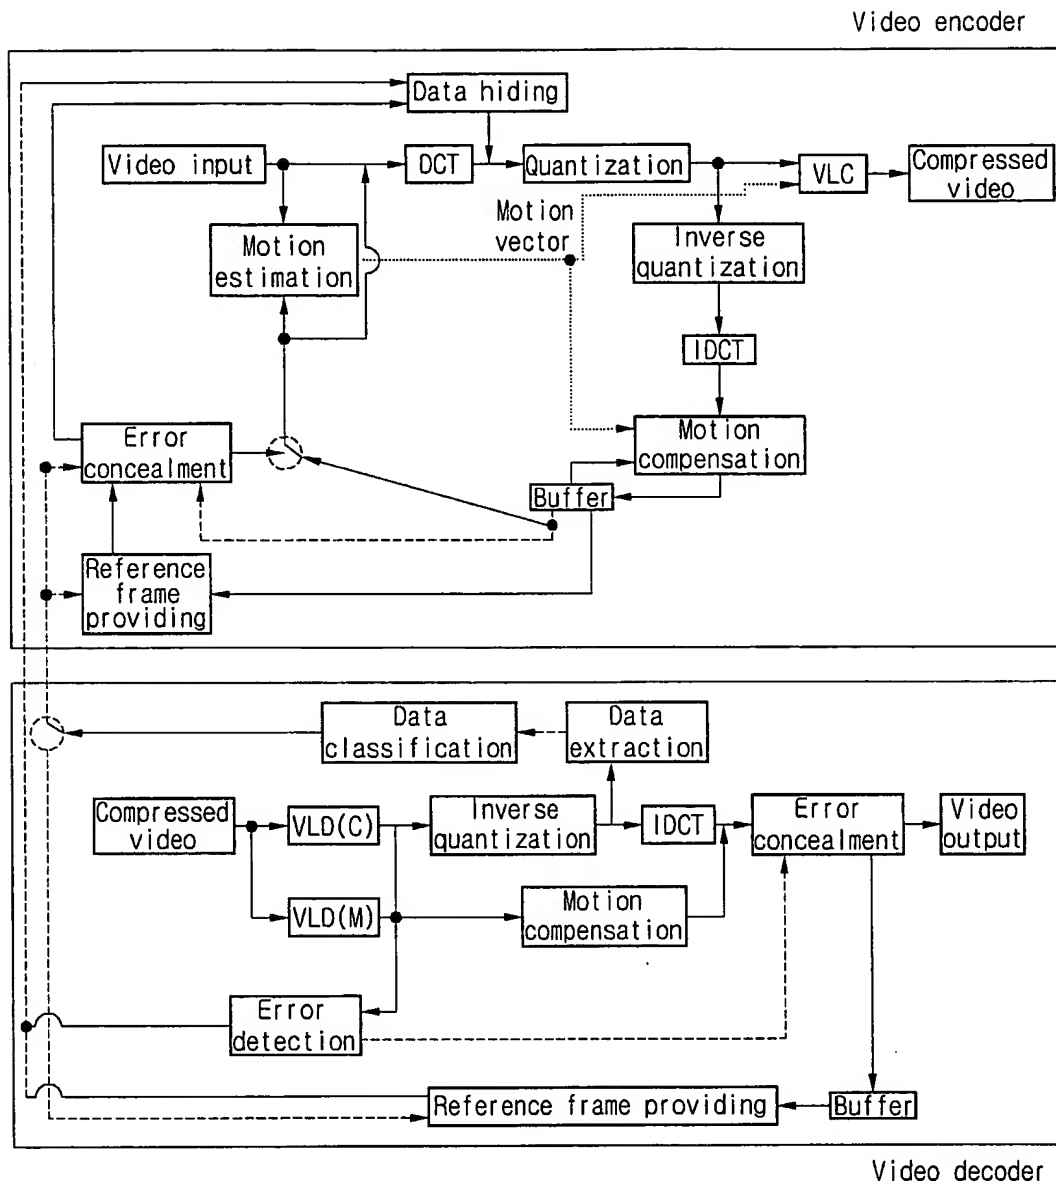 Video encoder
Data hiding
Video input
DCT
Quantization
VLC
Compressed
video
Motion
vector
Motion
estimation
Inverse
quantization
IDCT
Error
concealment
Motion
compensation
Buffer
Reference
frame
providing
Data
classification
Data
extraction
Compressed
video
VLD(C)
Inverse
quantization
IDCT
Error
concealment
Video
output
VLD(M)
Motion
compensation
Error
detection
Reference frame providing
Buffer
Video decoder